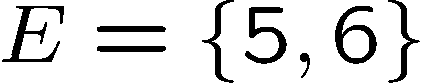 E = {5, 6}